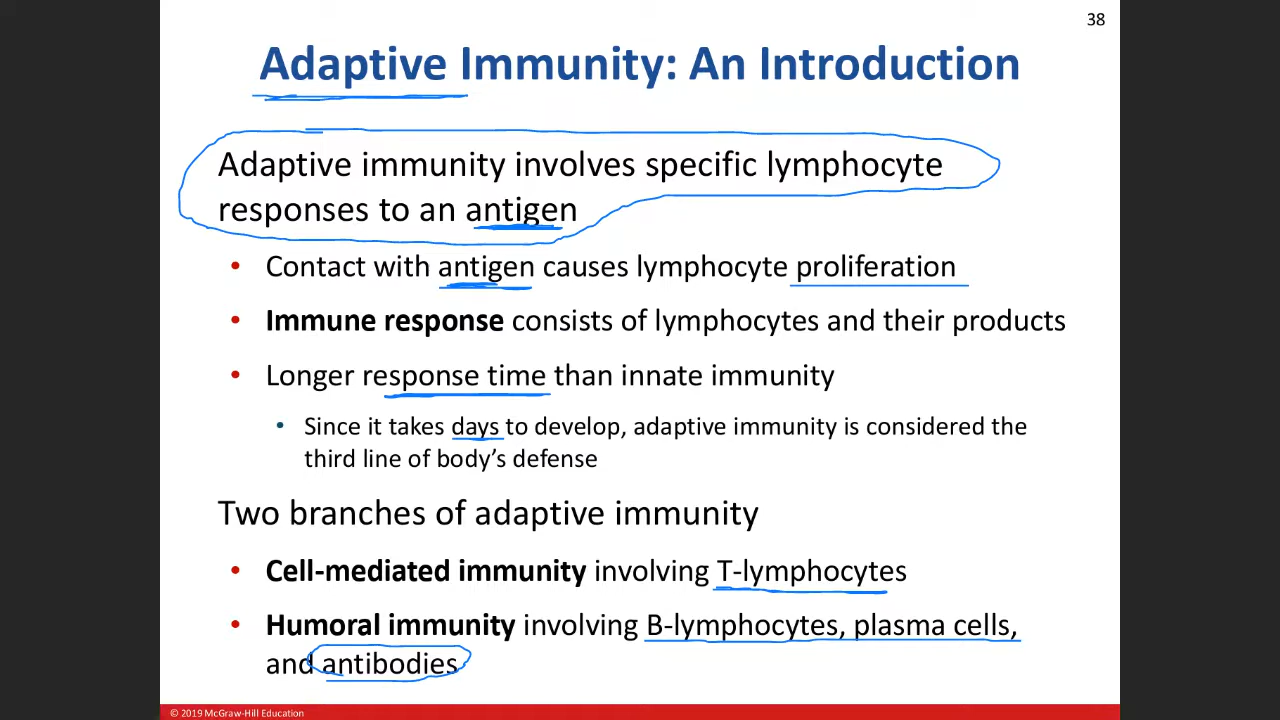 38
Adaptive Immunity: An Introduction
Adaptive immunity involves specific lymphocyte
responses to an antigen
• Contact with antigen causes lymphocyte proliferation
• Immune response consists of lymphocytes and their products
• Longer response time than innate immunity
• Since it takes days to develop, adaptive immunity is considered the
third line of body's defense
Two branches of adaptive immunity
• Cell-mediated immunity involving T-lymphocytes
• Humoral immunity involving B-lymphocytes, plasma cells,
and antibodies
© 2019 McGraw-Hill Education